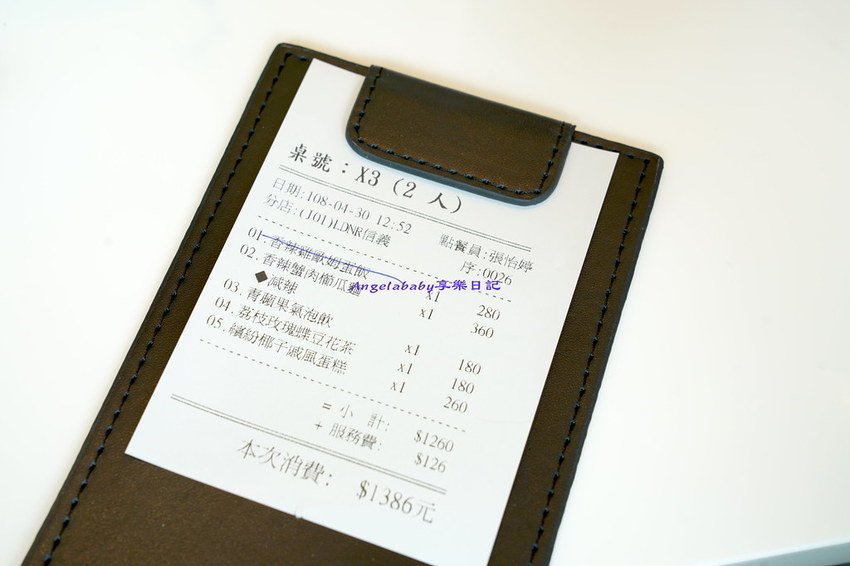 桌號：X3 (2 人)
日期:108-04-30 12:52
點餐員:張怡婷
分店:(J01)LDNR信義
序:0026
01. 香辣雞歐姆蛋飯 x1 280
02. 香辣蟹肉櫛瓜麵 x1 360
◆減辣
03. 青蘋果氣泡飲 x1 180
04. 荔枝玫瑰蝶豆花茶 x1 180
05. 繽紛椰子戚風蛋糕 x1 260
= 小 計: $1260
+ 服務費: $126
本次消費: $1386元
Angelababy享樂日記